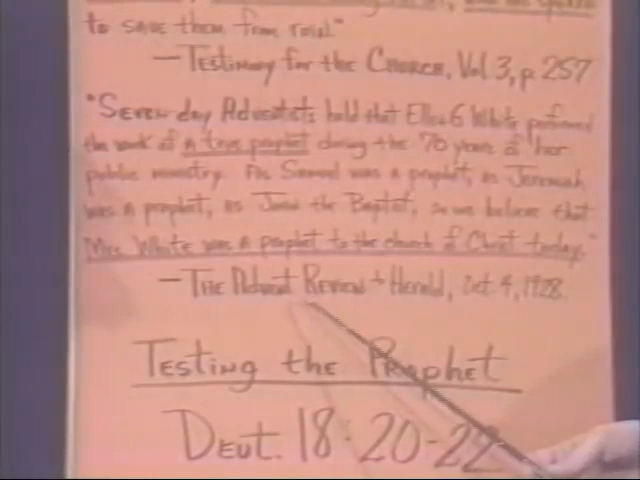 to save them from ruin."
— Testimony for the Church, Vol 3, p 257
"Seven day Adventists hold that Ellen G White performed
the work of a true prophet during the 70 years of her
public ministry. As Samuel was a prophet, as Jeremiah
was a prophet, as John the Baptist, so we believe that
Mrs White was a prophet to the church of Christ today."
— The Advent Review + Herald, Oct. 4, 1928.
Testing the Prophet
Deut. 18:20-22